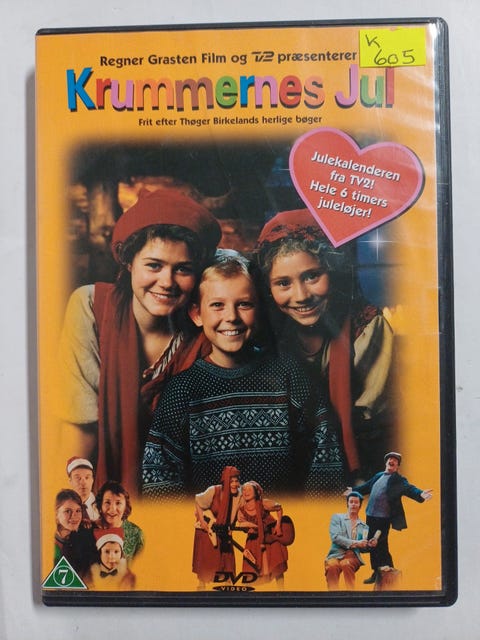 K
605
Regner Grasten Film og TV2 præsenterer
Krummernes Jul
Frit efter Thøger Birkelands herlige bøger
Julekalenderen
fra TV2!
Hele 6 timers
juleløjer!
7
DVD
VIDEO